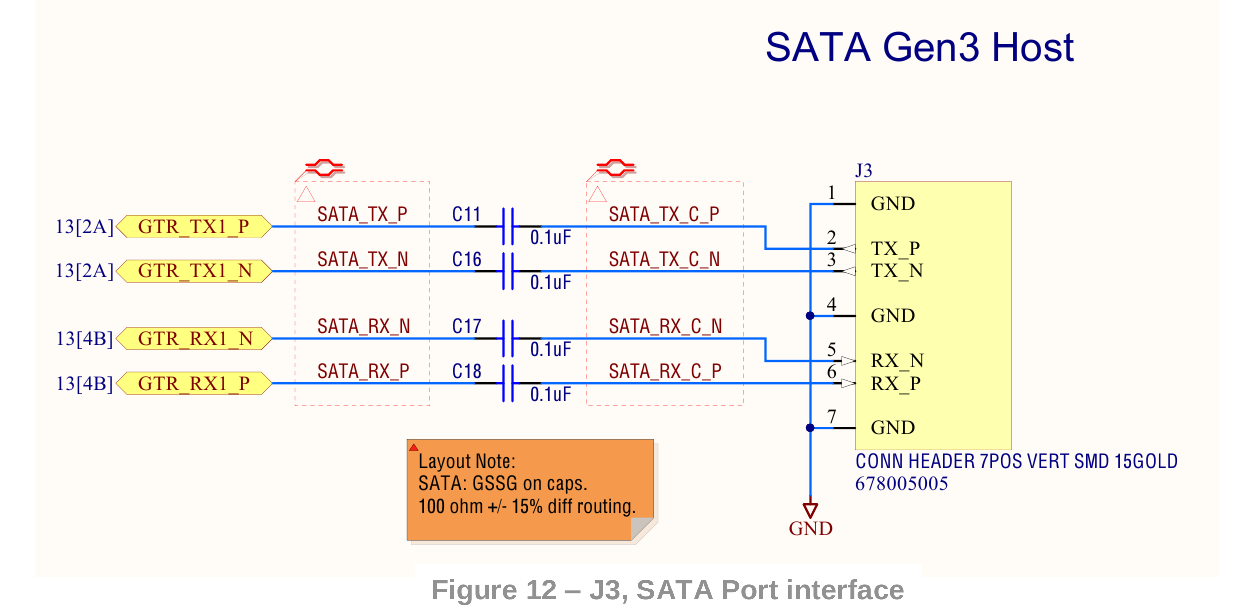 SATA Gen3 Host
J3
13[2A] GTR_TX1_P SATA_TX_P C11 0.1uF SATA_TX_C_P
13[2A] GTR_TX1_N SATA_TX_N C16 0.1uF SATA_TX_C_N
13[4B] GTR_RX1_N SATA_RX_N C17 0.1uF SATA_RX_C_N
13[4B] GTR_RX1_P SATA_RX_P C18 0.1uF SATA_RX_C_P
1 GND
2 TX_P
3 TX_N
4 GND
5 RX_N
6 RX_P
7 GND
CONN HEADER 7POS VERT SMD 15GOLD
678005005
Layout Note:
SATA: GSSG on caps.
100 ohm +/- 15% diff routing.
GND
Figure 12 – J3, SATA Port interface